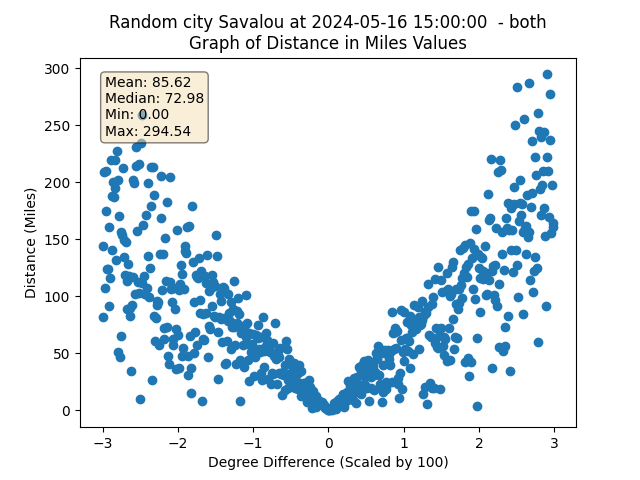 Random city Savalou at 2024-05-16 15:00:00  - both
Graph of Distance in Miles Values
Mean: 85.62
Median: 72.98
Min: 0.00
Max: 294.54
Distance (Miles)
300
250
200
150
100
50
0
−3
−2
−1
0
1
2
3
Degree Difference (Scaled by 100)